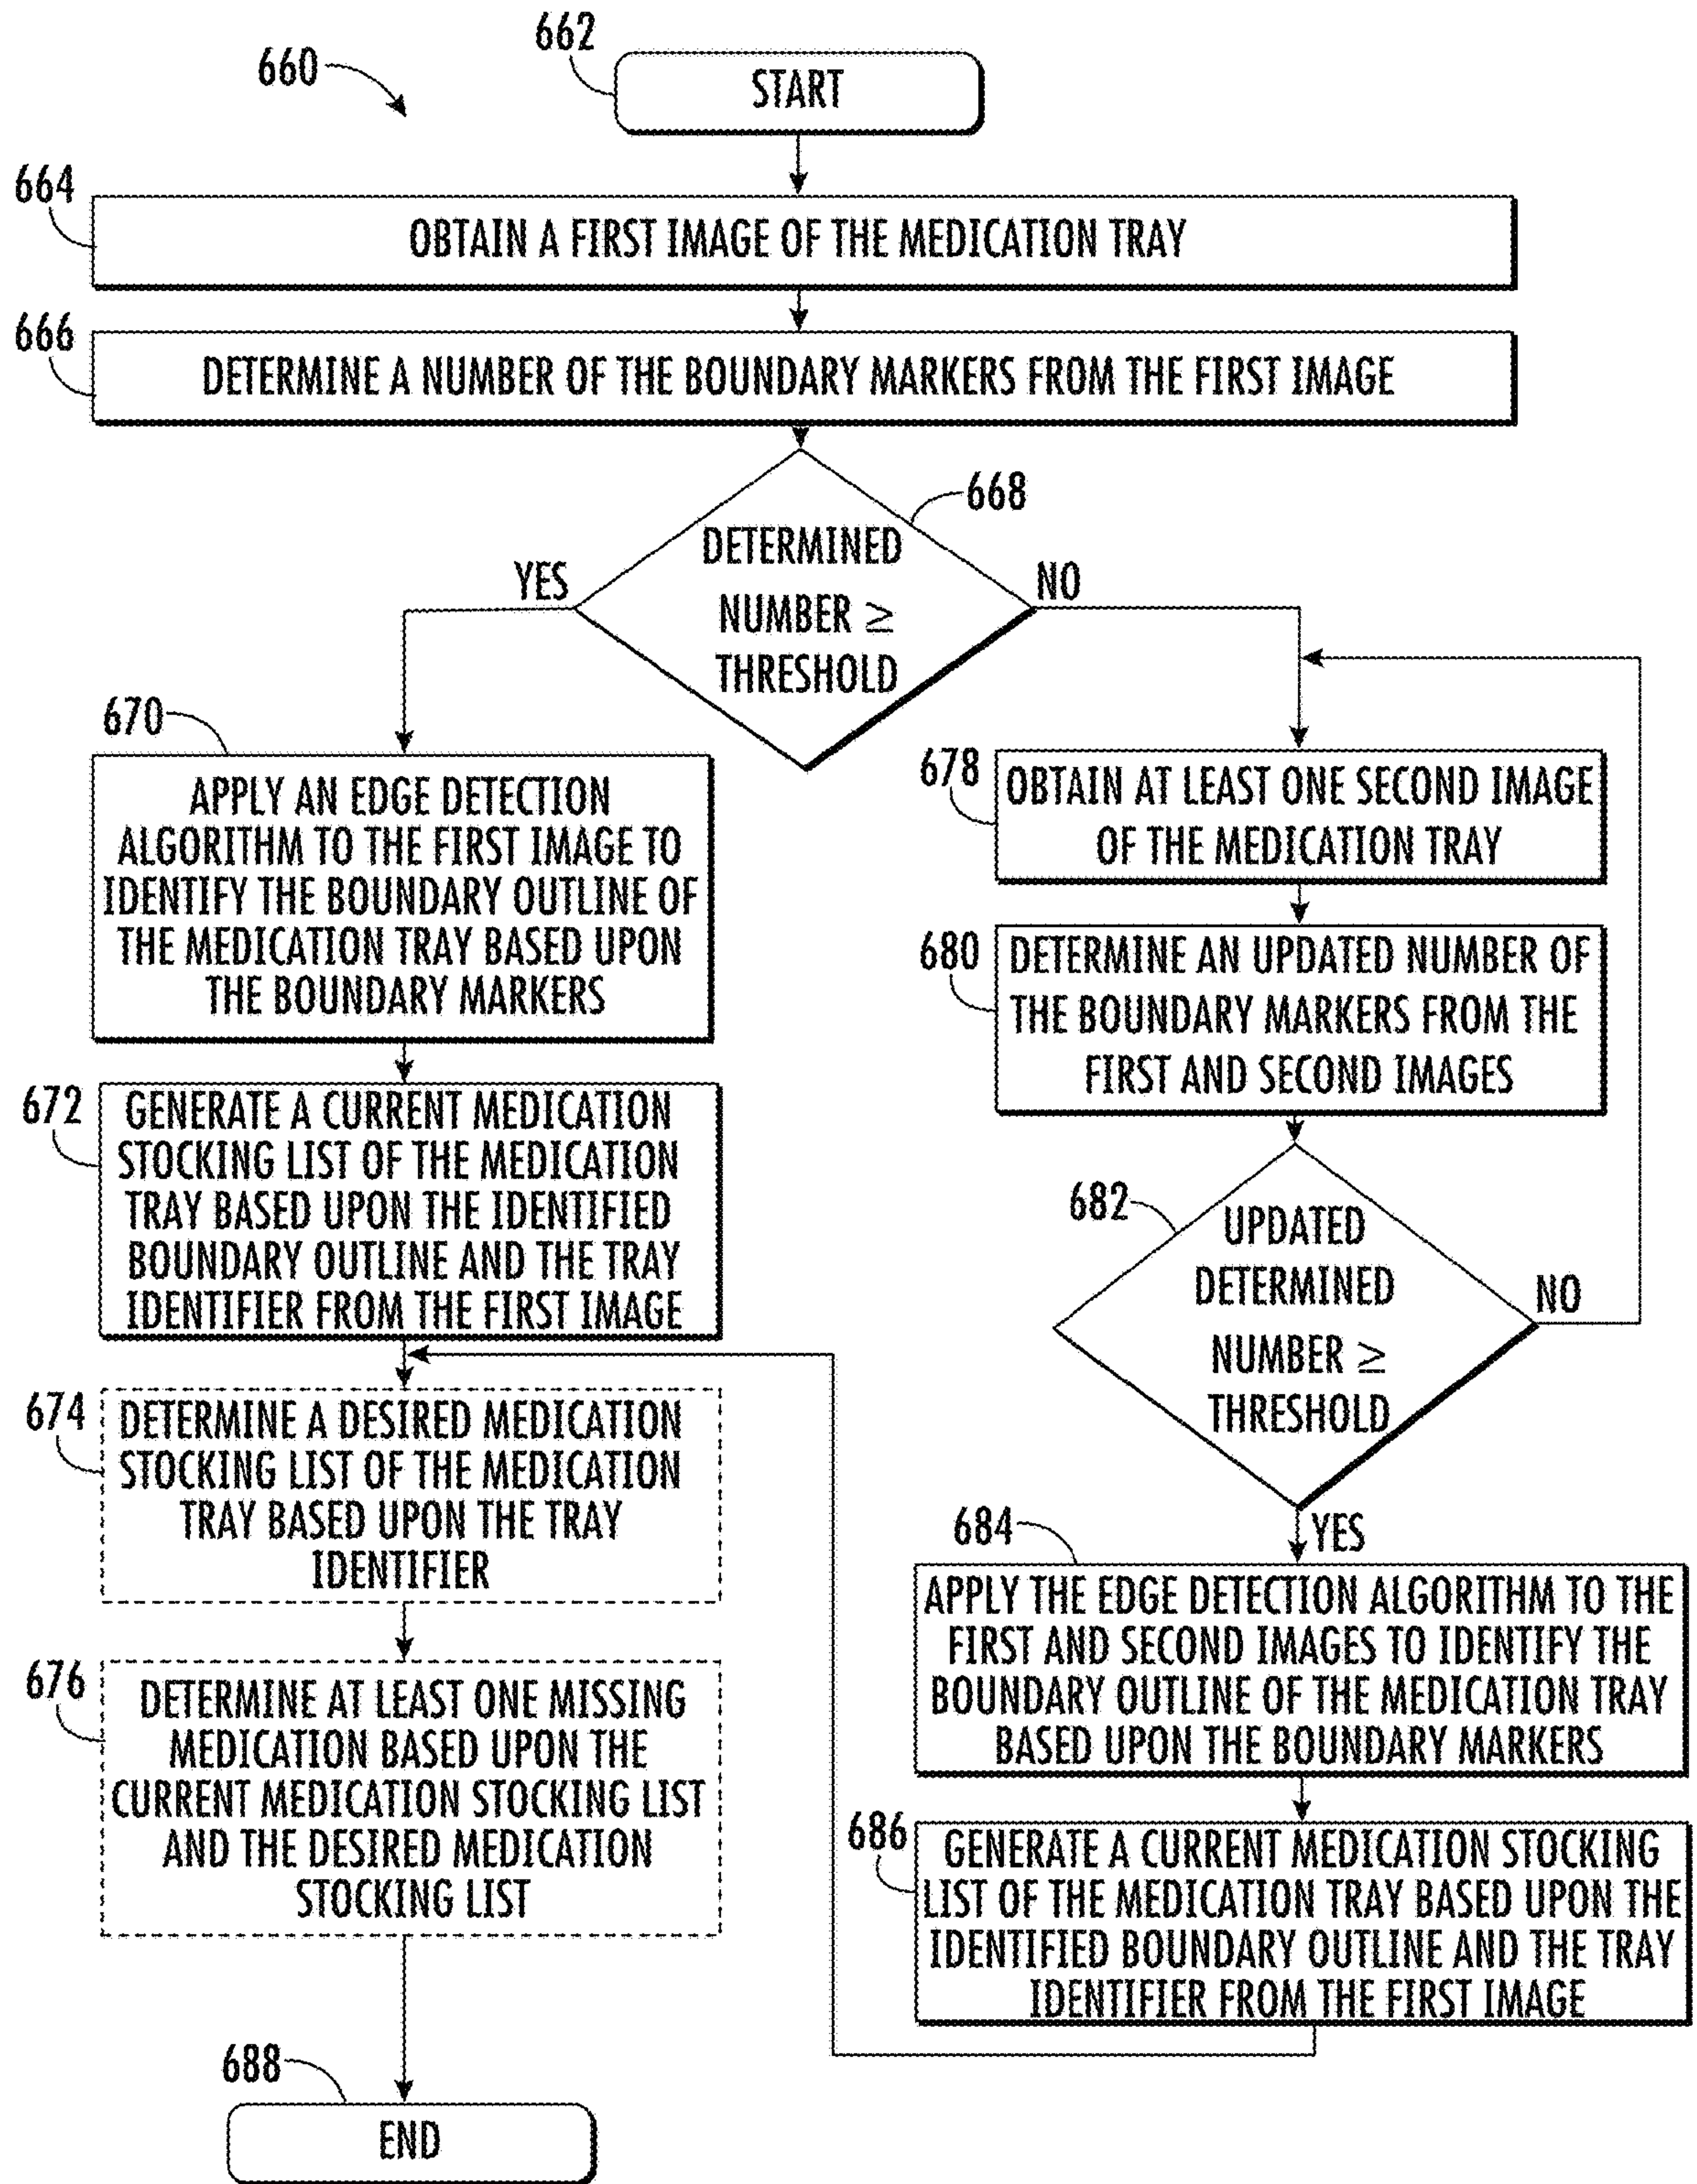 660
662
START
664
OBTAIN A FIRST IMAGE OF THE MEDICATION TRAY
666
DETERMINE A NUMBER OF THE BOUNDARY MARKERS FROM THE FIRST IMAGE
668
DETERMINED
NUMBER ≥
THRESHOLD
YES
NO
670
APPLY AN EDGE DETECTION
ALGORITHM TO THE FIRST IMAGE TO
IDENTIFY THE BOUNDARY OUTLINE OF
THE MEDICATION TRAY BASED UPON
THE BOUNDARY MARKERS
672
GENERATE A CURRENT MEDICATION
STOCKING LIST OF THE MEDICATION
TRAY BASED UPON THE IDENTIFIED
BOUNDARY OUTLINE AND THE TRAY
IDENTIFIER FROM THE FIRST IMAGE
674
DETERMINE A DESIRED MEDICATION
STOCKING LIST OF THE MEDICATION
TRAY BASED UPON THE TRAY
IDENTIFIER
676
DETERMINE AT LEAST ONE MISSING
MEDICATION BASED UPON THE
CURRENT MEDICATION STOCKING LIST
AND THE DESIRED MEDICATION
STOCKING LIST
678
OBTAIN AT LEAST ONE SECOND IMAGE
OF THE MEDICATION TRAY
680
DETERMINE AN UPDATED NUMBER OF
THE BOUNDARY MARKERS FROM THE
FIRST AND SECOND IMAGES
682
UPDATED
DETERMINED
NUMBER ≥
THRESHOLD
NO
YES
684
APPLY THE EDGE DETECTION ALGORITHM TO THE
FIRST AND SECOND IMAGES TO IDENTIFY THE
BOUNDARY OUTLINE OF THE MEDICATION TRAY
BASED UPON THE BOUNDARY MARKERS
686
GENERATE A CURRENT MEDICATION STOCKING
LIST OF THE MEDICATION TRAY BASED UPON THE
IDENTIFIED BOUNDARY OUTLINE AND THE TRAY
IDENTIFIER FROM THE FIRST IMAGE
688
END